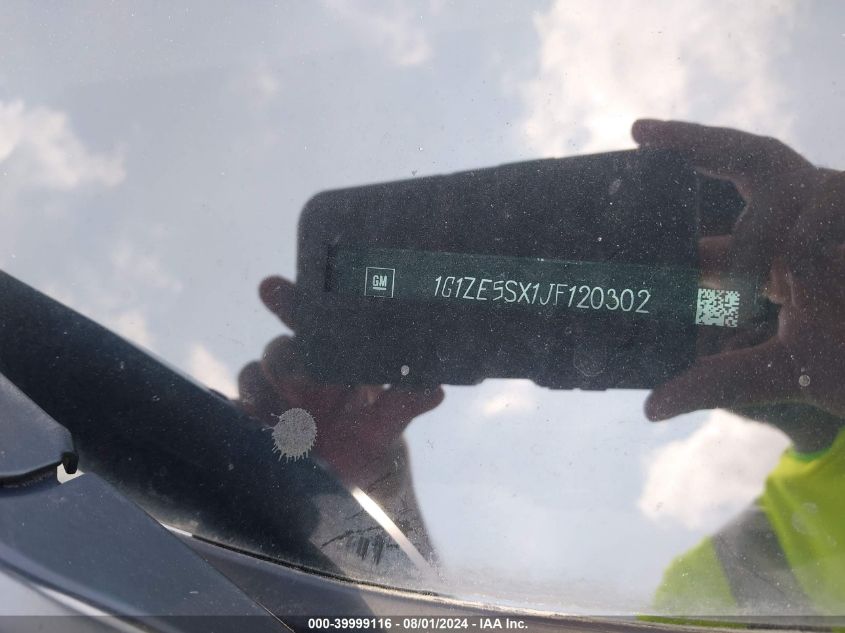 GM 1G1ZE5SX1JF120302
000-39999116 - 08/01/2024 - IAA Inc.